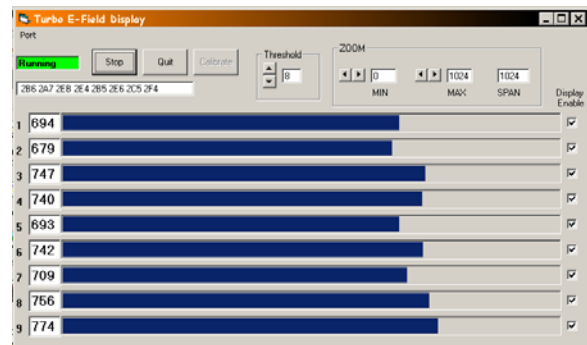 Turbo E-Field Display
Port
Running
Stop
Quit
Calibrate
Threshold
8
ZOOM
0
1024
1024
MIN
MAX
SPAN
Display
Enable
2B6 2A7 2E8 2E4 2B5 2E6 2C5 2F4
1 694
2 679
3 747
4 740
5 693
6 742
7 709
8 756
9 774